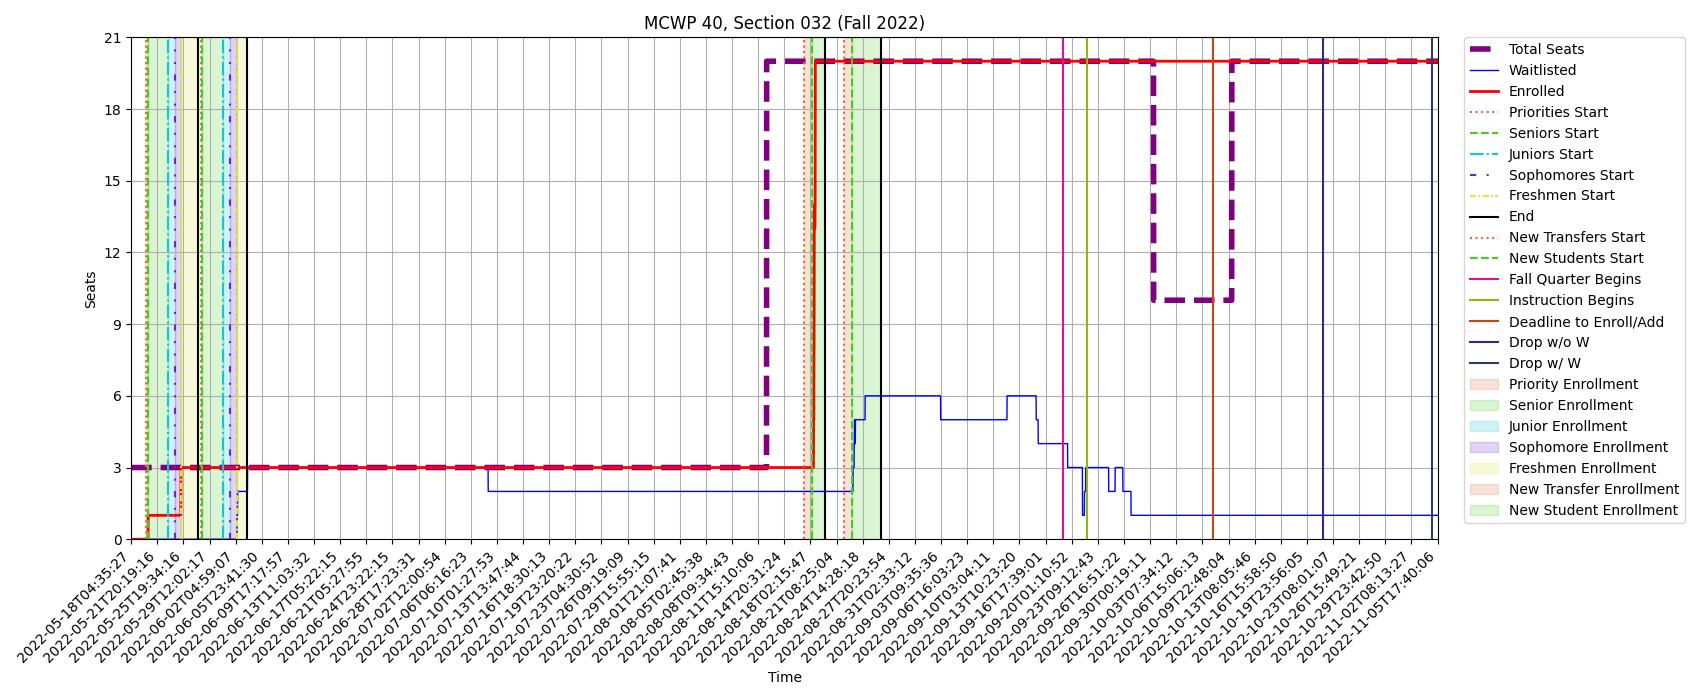 MCWP 40, Section 032 (Fall 2022)
21
18
15
12
9
6
3
0
Seats
2022-05-18T04:35:27
2022-05-21T20:19:16
2022-05-25T19:34:16
2022-05-29T12:02:17
2022-06-02T04:59:07
2022-06-05T23:41:30
2022-06-09T17:17:57
2022-06-13T11:03:32
2022-06-17T05:22:15
2022-06-21T05:27:55
2022-06-24T23:22:15
2022-06-28T17:23:31
2022-07-02T12:00:54
2022-07-06T06:16:23
2022-07-10T01:27:53
2022-07-13T13:47:44
2022-07-16T18:30:13
2022-07-19T23:20:22
2022-07-23T04:30:52
2022-07-26T09:19:09
2022-07-29T15:55:15
2022-08-01T21:07:41
2022-08-05T02:45:38
2022-08-08T09:34:43
2022-08-11T15:10:06
2022-08-14T20:31:24
2022-08-18T02:15:47
2022-08-21T08:25:04
2022-08-24T14:28:18
2022-08-27T20:23:54
2022-08-31T02:33:12
2022-09-03T09:35:36
2022-09-06T16:03:23
2022-09-10T03:04:11
2022-09-13T10:23:20
2022-09-16T17:39:01
2022-09-20T01:10:52
2022-09-23T09:12:43
2022-09-26T16:51:22
2022-09-30T00:19:11
2022-10-03T07:34:12
2022-10-06T15:06:13
2022-10-09T22:48:04
2022-10-13T08:05:46
2022-10-16T15:58:50
2022-10-19T23:56:05
2022-10-23T08:01:07
2022-10-26T15:49:21
2022-10-29T23:42:50
2022-11-02T08:13:27
2022-11-05T17:40:06
Time
Total Seats
Waitlisted
Enrolled
Priorities Start
Seniors Start
Juniors Start
Sophomores Start
Freshmen Start
End
New Transfers Start
New Students Start
Fall Quarter Begins
Instruction Begins
Deadline to Enroll/Add
Drop w/o W
Drop w/ W
Priority Enrollment
Senior Enrollment
Junior Enrollment
Sophomore Enrollment
Freshmen Enrollment
New Transfer Enrollment
New Student Enrollment